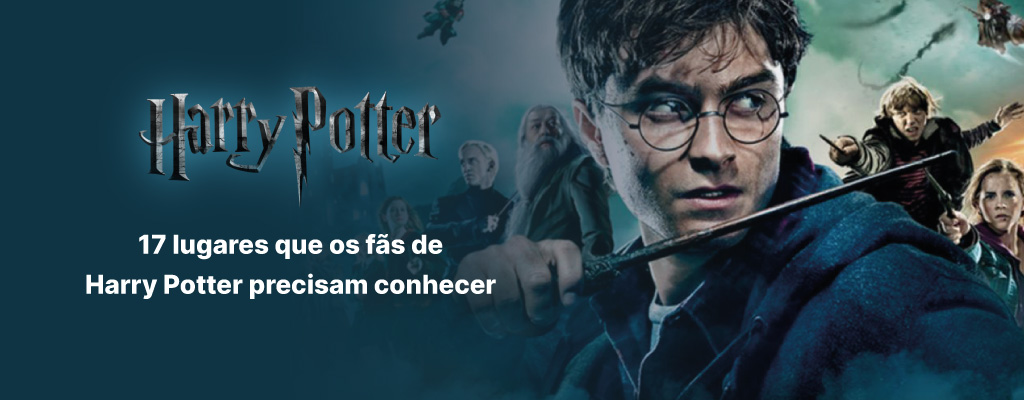 Harry Potter
17 lugares que os fãs de
Harry Potter precisam conhecer